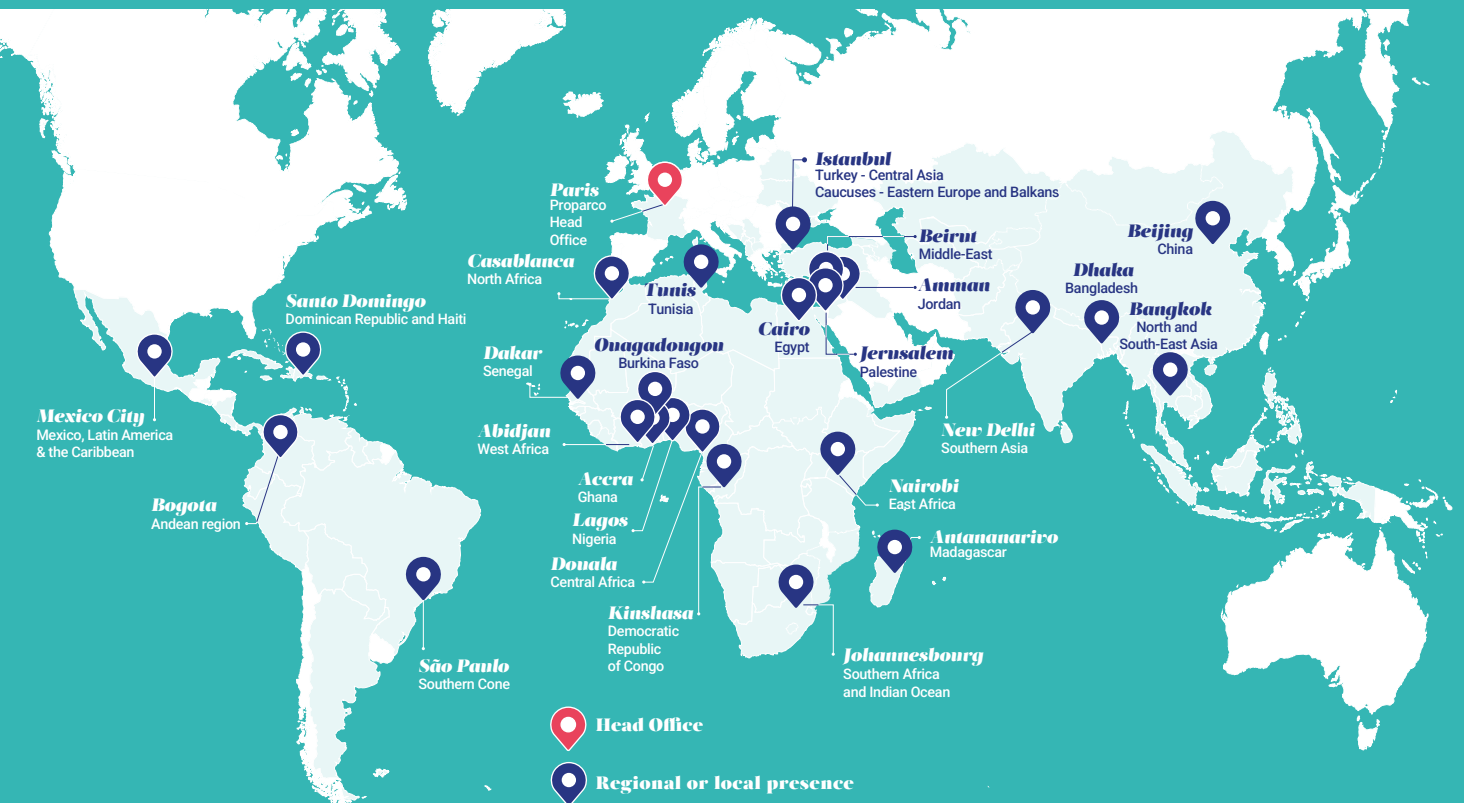 Istanbul
Turkey - Central Asia
Caucuses - Eastern Europe and Balkans
Paris
Proparco
Head
Office
Beirut
Middle-East
Beijing
China
Casablanca
North Africa
Tunis
Tunisia
Amman
Jordan
Dhaka
Bangladesh
Santo Domingo
Dominican Republic and Haiti
Bangkok
North and
South-East Asia
Cairo
Egypt
Jerusalem
Palestine
Dakar
Senegal
Ouagadougou
Burkina Faso
Mexico City
Mexico, Latin America
& the Caribbean
Abidjan
West Africa
New Delhi
Southern Asia
Accra
Ghana
Nairobi
East Africa
Bogota
Andean region
Lagos
Nigeria
Antananarivo
Madagascar
Douala
Central Africa
Kinshasa
Democratic
Republic
of Congo
Johannesbourg
Southern Africa
and Indian Ocean
São Paulo
Southern Cone
Head Office
Regional or local presence